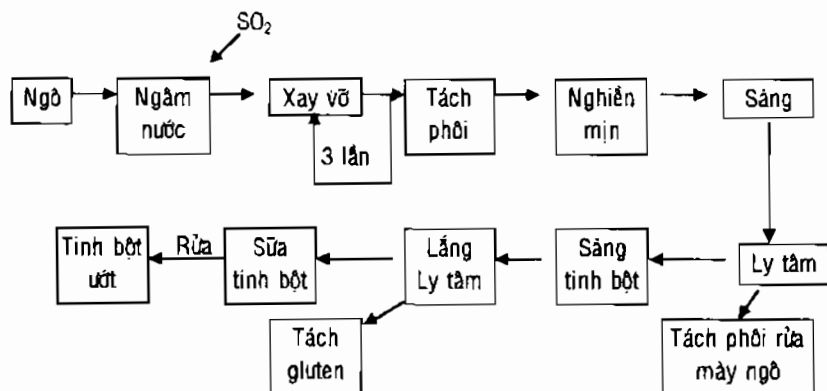 SO₂
Ngô
Ngâm
nước
Xay vỡ
3 lần
Tách
phôi
Nghiền
mịn
Sàng
Ly tâm
Tách phôi rửa
mày ngô
Sàng
tinh bột
Lắng
Ly tâm
Tách
gluten
Sữa
tinh bột
Rửa
Tinh bột
ướt